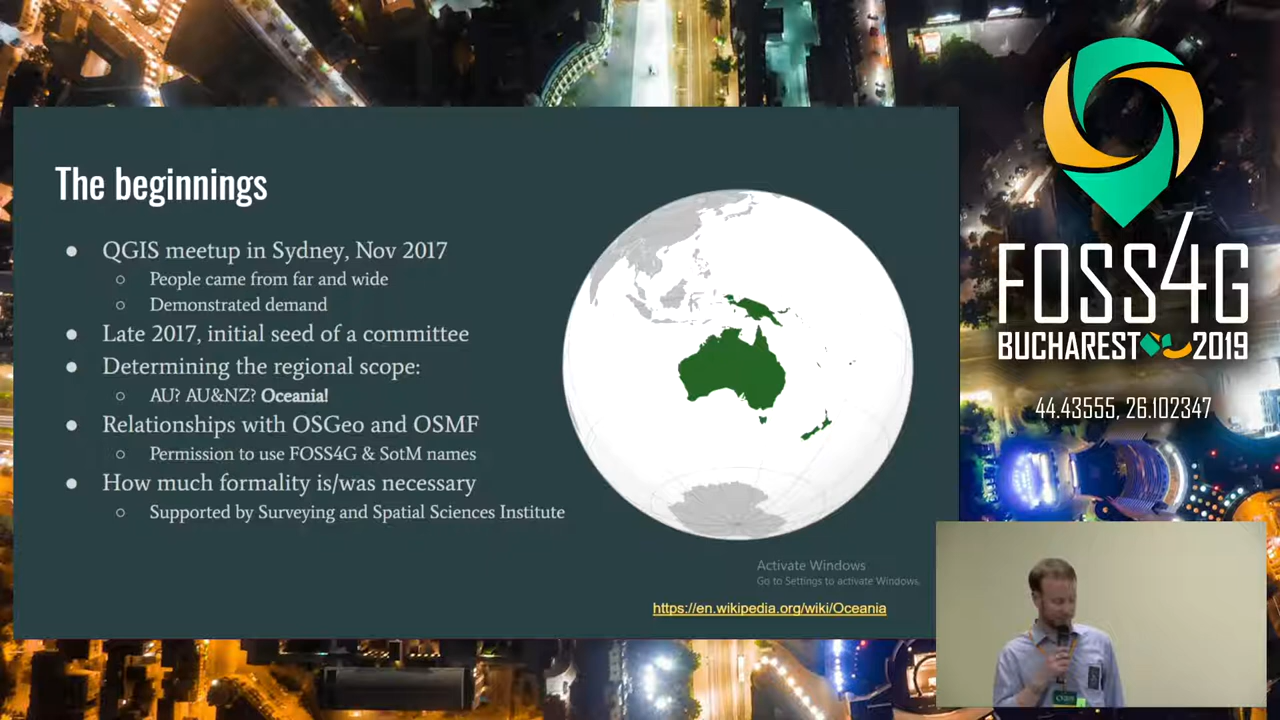 The beginnings
● QGIS meetup in Sydney, Nov 2017
○ People came from far and wide
○ Demonstrated demand
● Late 2017, initial seed of a committee
● Determining the regional scope:
○ AU? AU&NZ? Oceania!
● Relationships with OSGeo and OSMF
○ Permission to use FOSS4G & SotM names
● How much formality is/was necessary
○ Supported by Surveying and Spatial Sciences Institute
Activate Windows
Go to Settings to activate Windows.
https://en.wikipedia.org/wiki/Oceania
FOSS4G
BUCHAREST 2019
44.43555, 26.102347